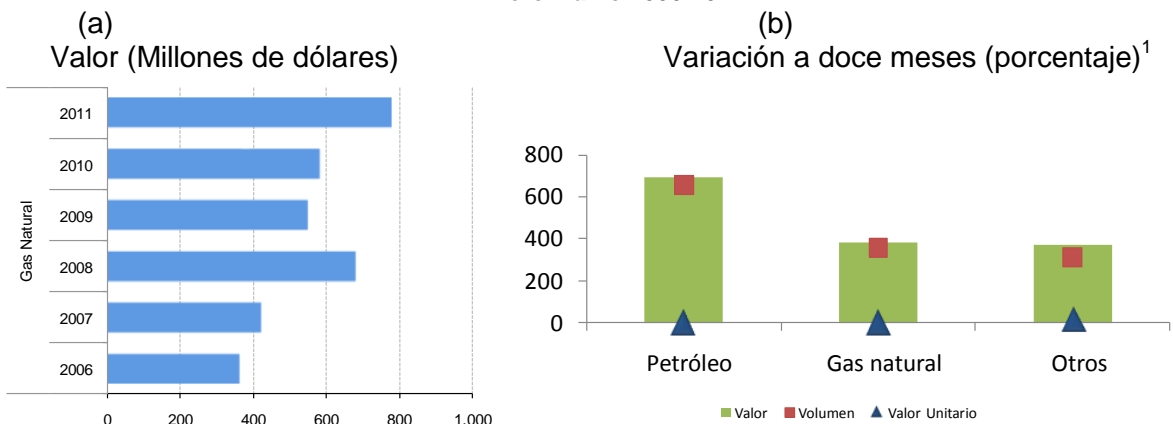 (a)
Valor (Millones de dólares)
Gas Natural
2011
2010
2009
2008
2007
2006
0 200 400 600 800 1.000
(b)
Variación a doce meses (porcentaje)1
800
600
400
200
0
Petróleo Gas natural Otros
Valor Volumen Valor Unitario